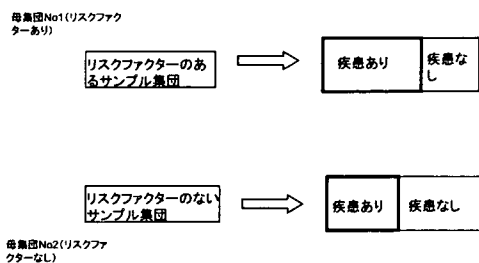 母集団No1(リスクファク
ターあり)
リスクファクターのあ
るサンプル集団
疾患あり
疾患な
し
リスクファクターのない
サンプル集団
疾患あり
疾患なし
母集団No2(リスクファ
クターなし)